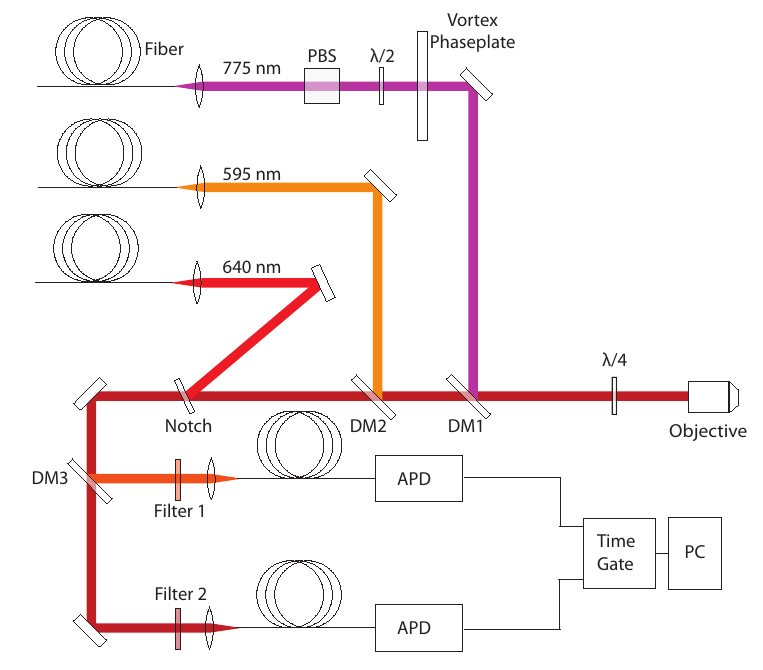 Vortex
Phaseplate
Fiber
775 nm
PBS
λ/2
595 nm
640 nm
λ/4
Notch
DM2
DM1
Objective
DM3
Filter 1
APD
Time
Gate
PC
Filter 2
APD